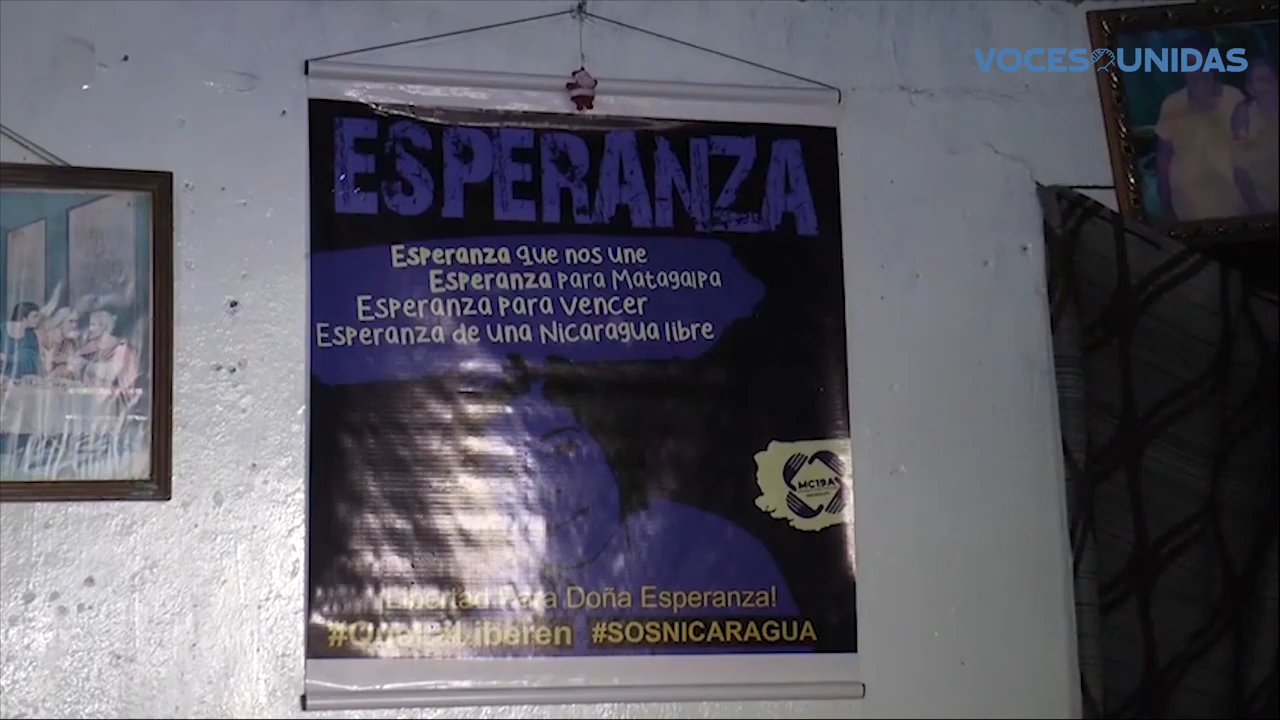 VOCES UNIDAS
ESPERANZA
Esperanza que nos une
Esperanza para Matagalpa
Esperanza para vencer
Esperanza de una Nicaragua libre
MC19A
¡Libertad Para Doña Esperanza!
#QueLaLiberen #SOSNICARAGUA